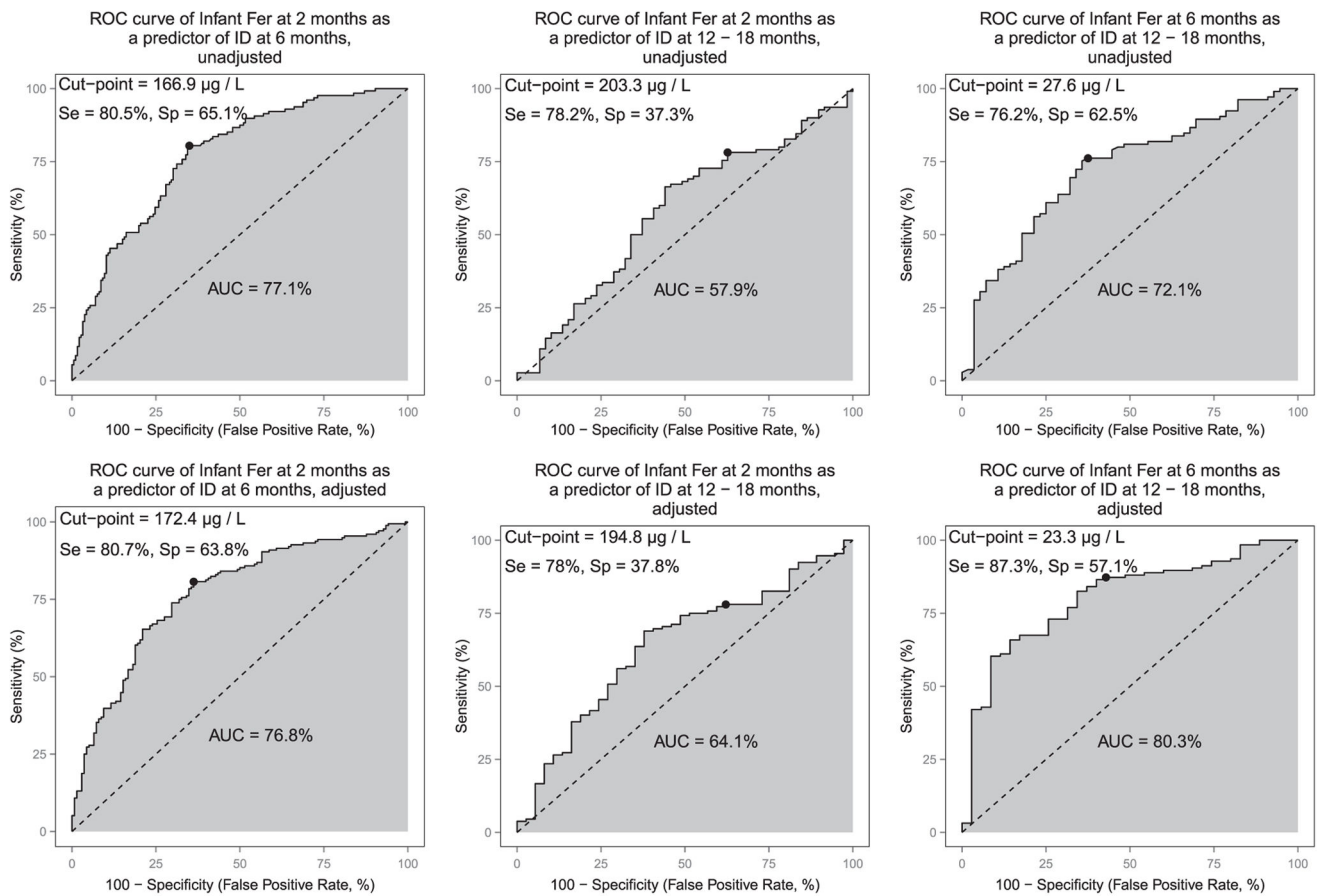 ROC curve of Infant Fer at 2 months as
a predictor of ID at 6 months,
unadjusted
Cut−point = 166.9 µg / L
Se = 80.5%, Sp = 65.1%
AUC = 77.1%
100
75
50
25
0
Sensitivity (%)
0 25 50 75 100
100 − Specificity (False Positive Rate, %)
ROC curve of Infant Fer at 2 months as
a predictor of ID at 12 − 18 months,
unadjusted
Cut−point = 203.3 µg / L
Se = 78.2%, Sp = 37.3%
AUC = 57.9%
100
75
50
25
0
Sensitivity (%)
0 25 50 75 100
100 − Specificity (False Positive Rate, %)
ROC curve of Infant Fer at 6 months as
a predictor of ID at 12 − 18 months,
unadjusted
Cut−point = 27.6 µg / L
Se = 76.2%, Sp = 62.5%
AUC = 72.1%
100
75
50
25
0
Sensitivity (%)
0 25 50 75 100
100 − Specificity (False Positive Rate, %)
ROC curve of Infant Fer at 2 months as
a predictor of ID at 6 months, adjusted
Cut−point = 172.4 µg / L
Se = 80.7%, Sp = 63.8%
AUC = 76.8%
100
75
50
25
0
Sensitivity (%)
0 25 50 75 100
100 − Specificity (False Positive Rate, %)
ROC curve of Infant Fer at 2 months as
a predictor of ID at 12 − 18 months,
adjusted
Cut−point = 194.8 µg / L
Se = 78%, Sp = 37.8%
AUC = 64.1%
100
75
50
25
0
Sensitivity (%)
0 25 50 75 100
100 − Specificity (False Positive Rate, %)
ROC curve of Infant Fer at 6 months as
a predictor of ID at 12 − 18 months,
adjusted
Cut−point = 23.3 µg / L
Se = 87.3%, Sp = 57.1%
AUC = 80.3%
100
75
50
25
0
Sensitivity (%)
0 25 50 75 100
100 − Specificity (False Positive Rate, %)